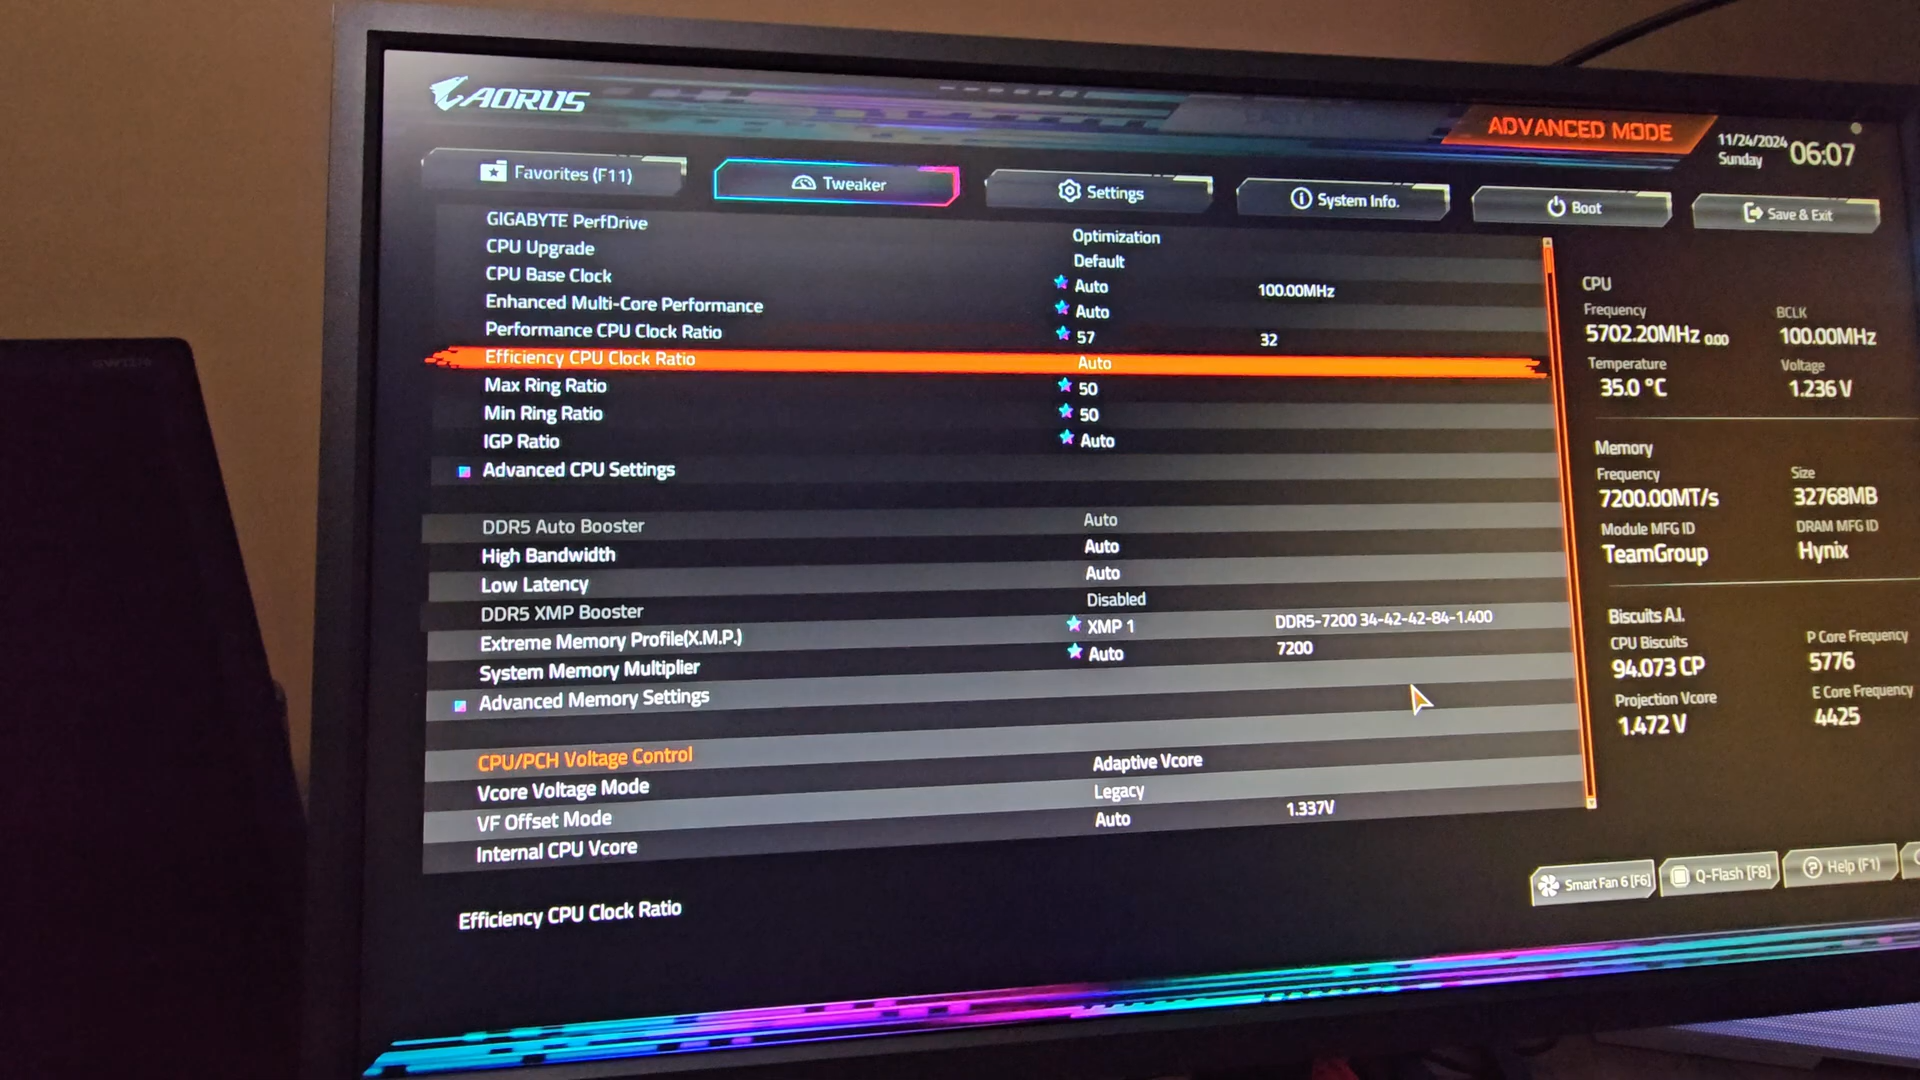 AORUS
ADVANCED MODE
11/24/2024
Sunday
06:07
Favorites (F11)
Tweaker
Settings
System Info.
Boot
Save & Exit
GIGABYTE PerfDrive Optimization
CPU Upgrade Default
CPU Base Clock Auto 100.00MHz
Enhanced Multi-Core Performance Auto
Performance CPU Clock Ratio 57 32
Efficiency CPU Clock Ratio Auto
Max Ring Ratio 50
Min Ring Ratio 50
IGP Ratio Auto
Advanced CPU Settings
DDR5 Auto Booster Auto
High Bandwidth Auto
Low Latency Auto
DDR5 XMP Booster Disabled
Extreme Memory Profile(X.M.P.) XMP 1 DDR5-7200 34-42-42-84-1.400
System Memory Multiplier Auto 7200
Advanced Memory Settings
CPU/PCH Voltage Control
Vcore Voltage Mode Adaptive Vcore
VF Offset Mode Legacy
Internal CPU Vcore Auto 1.337V
Efficiency CPU Clock Ratio
CPU
Frequency BCLK
5702.20MHz 0.00 100.00MHz
Temperature Voltage
35.0 °C 1.236 V
Memory
Frequency Size
7200.00MT/s 32768MB
Module MFG ID DRAM MFG ID
TeamGroup Hynix
Biscuits A.I.
CPU Biscuits P Core Frequency
94.073 CP 5776
Projection Vcore E Core Frequency
1.472 V 4425
Smart Fan 6 [F6]
Q-Flash [F8]
Help (F1)